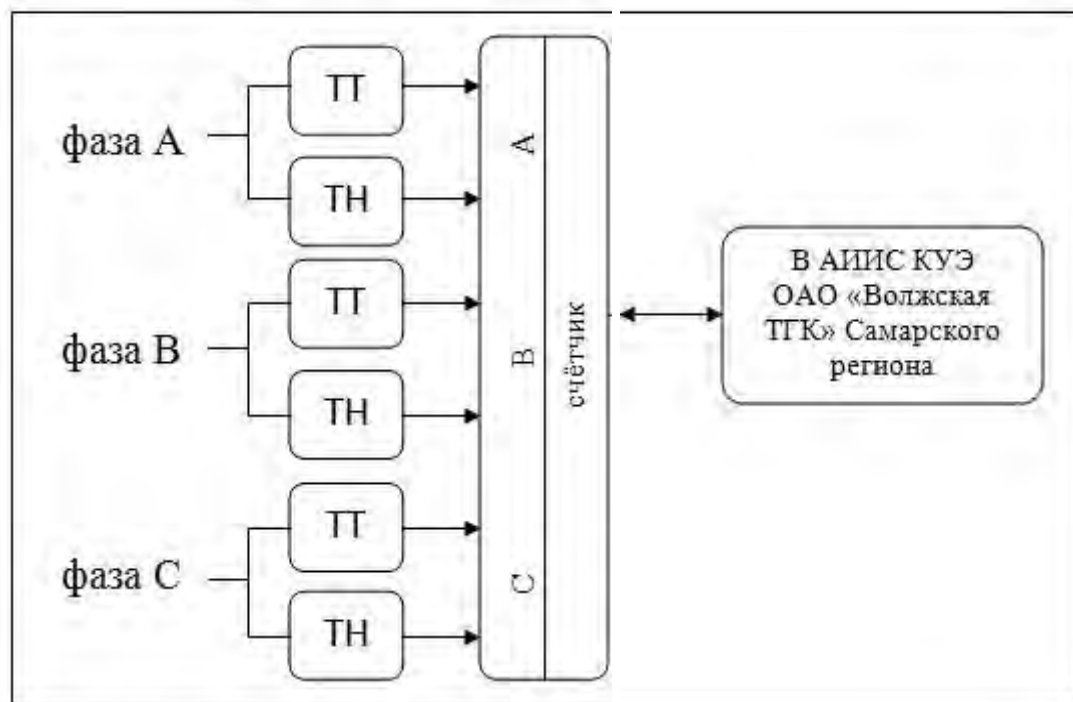 фаза А
ТТ
ТН
фаза В
ТТ
ТН
фаза С
ТТ
ТН
А
В
С
счётчик
В АИИС КУЭ
ОАО «Волжская
ТГК» Самарского
региона